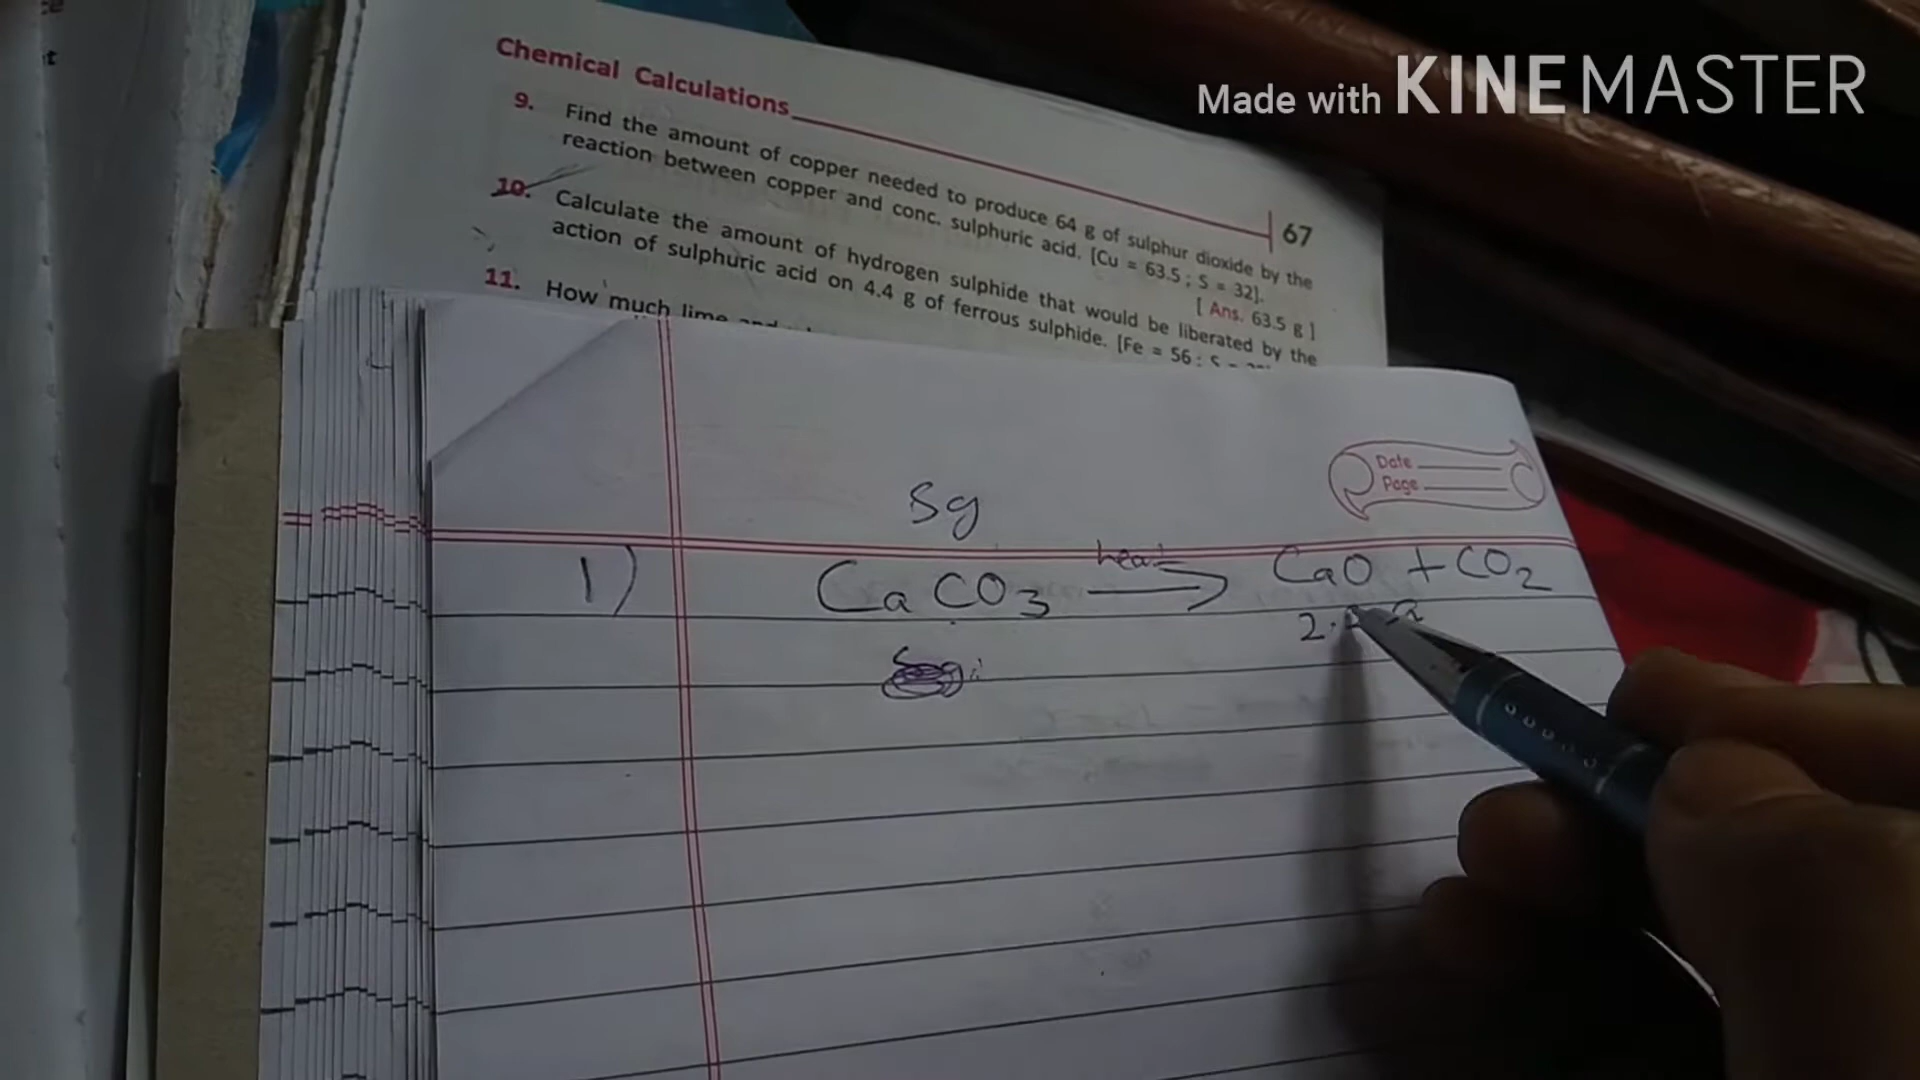 Made with KINEMASTER
Chemical Calculations
67
9. Find the amount of copper needed to produce 64 g of sulphur dioxide by the
reaction between copper and conc. sulphuric acid. [Cu = 63.5 ; S = 32].
[ Ans. 63.5 g ]
10. Calculate the amount of hydrogen sulphide that would be liberated by the
action of sulphuric acid on 4.4 g of ferrous sulphide. [Fe = 56 ; S
11. How much lime and
Date
Page
5g
1) CaCO3 heat → CaO + CO2
2.